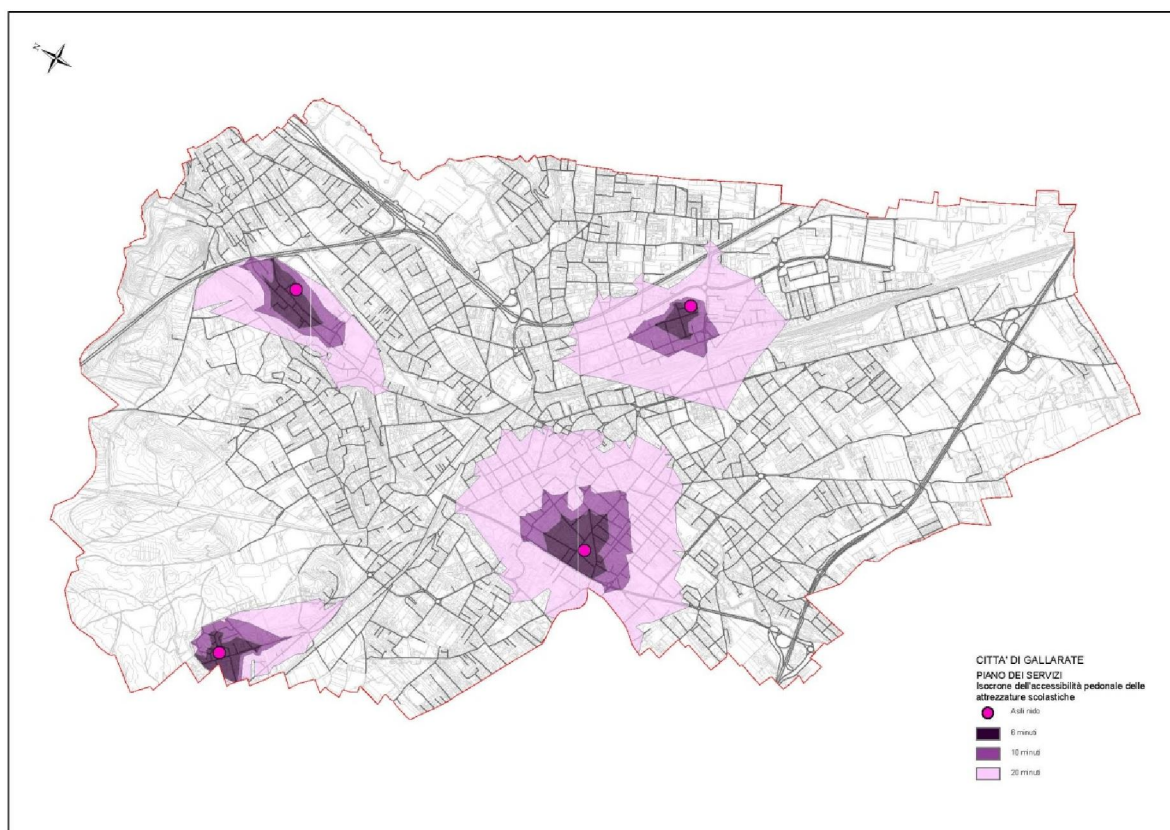 N
CITTA' DI GALLARATE
PIANO DEI SERVIZI
Isocrone dell'accessibilità pedonale delle
attrezzature scolastiche
Asili nido
6 minuti
10 minuti
20 minuti